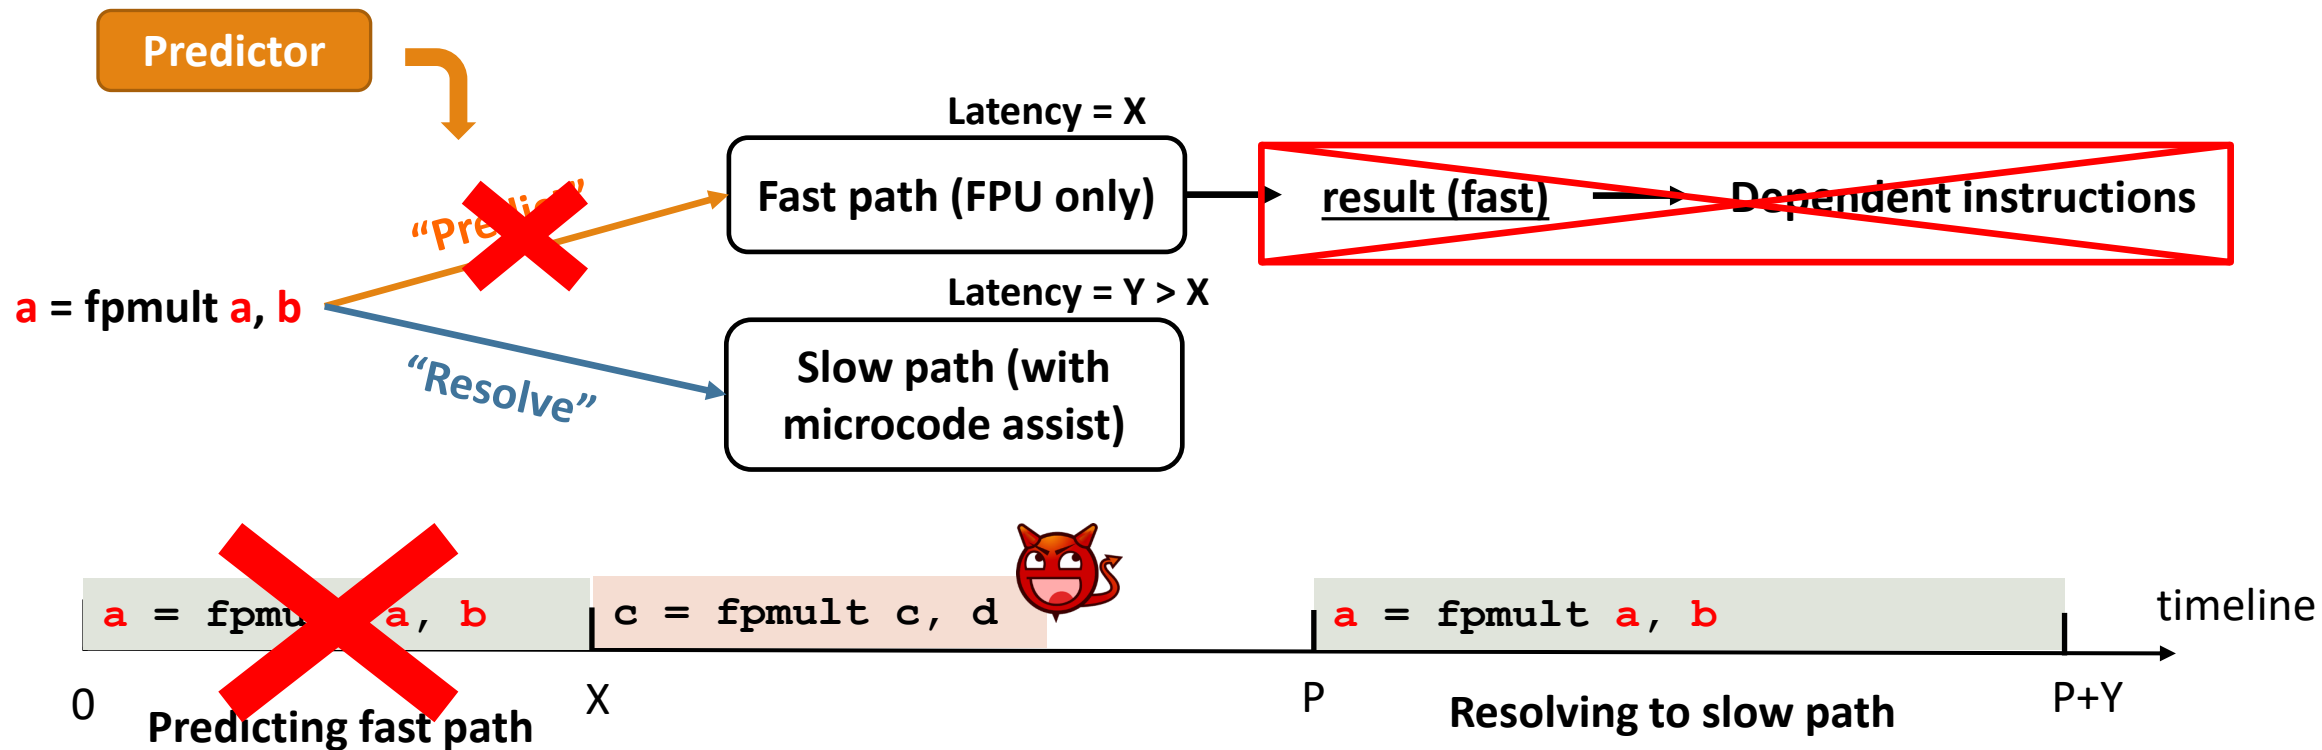 Predictor
Latency = X
"Predict"
Fast path (FPU only)
result (fast)
Dependent instructions
Latency = Y > X
a = fpmult a, b
"Resolve"
Slow path (with
microcode assist)
a = fpmult a, b
c = fpmult c, d
a = fpmult a, b
timeline
0
X
P
P+Y
Predicting fast path
Resolving to slow path